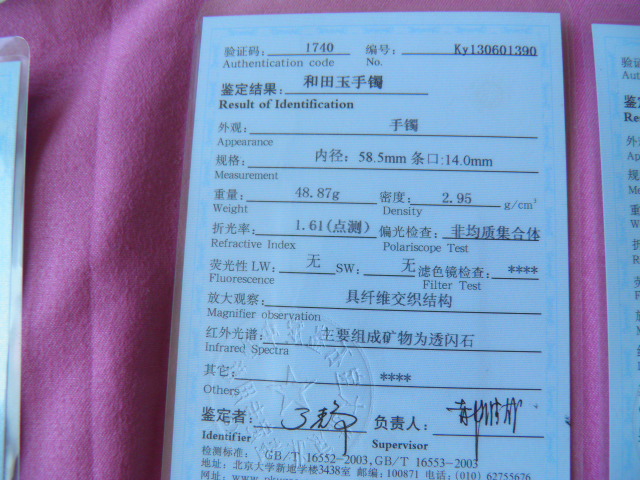 验证码: 1740 编号: Ky130601390
Authentication code No.
鉴定结果: 和田玉手镯
Result of Identification
外观: 手镯
Appearance
规格: 内径: 58.5mm 条口:14.0mm
Measurement
重量: 48.87g 密度: 2.95 g/cm³
Weight Density
折光率: 1.61(点测) 偏光检查: 非均质集合体
Refractive Index Polariscope Test
荧光性 LW: 无 SW: 无 滤色镜检查: ****
Fluorescence Filter Test
放大观察: 具纤维交织结构
Magnifier observation
红外光谱: 主要组成矿物为透闪石
Infrared Spectra
其它: ****
Others
鉴定者: 负责人:
Identifier Supervisor
检测标准: GB/T 16552-2003,GB/T 16553-2003
地址: 北京大学新地学楼3438室 邮编:100871 电话:(010) 62755676